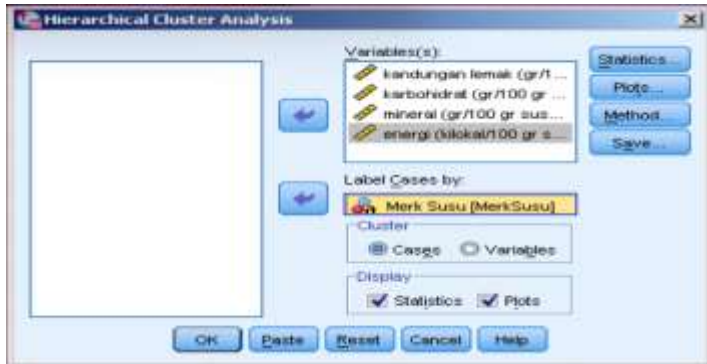 Hierarchical Cluster Analysis
Variables(s):
kandungan lemak (gr/1...
karbohidrat (gr/100 gr ...
mineral (gr/100 gr sus...
energi (kilokal/100 gr s...
Statistics...
Plots...
Method...
Save...
Label Cases by:
Merk Susu [MerkSusu]
Cluster
Cases Variables
Display
Statistics Plots
OK Paste Reset Cancel Help